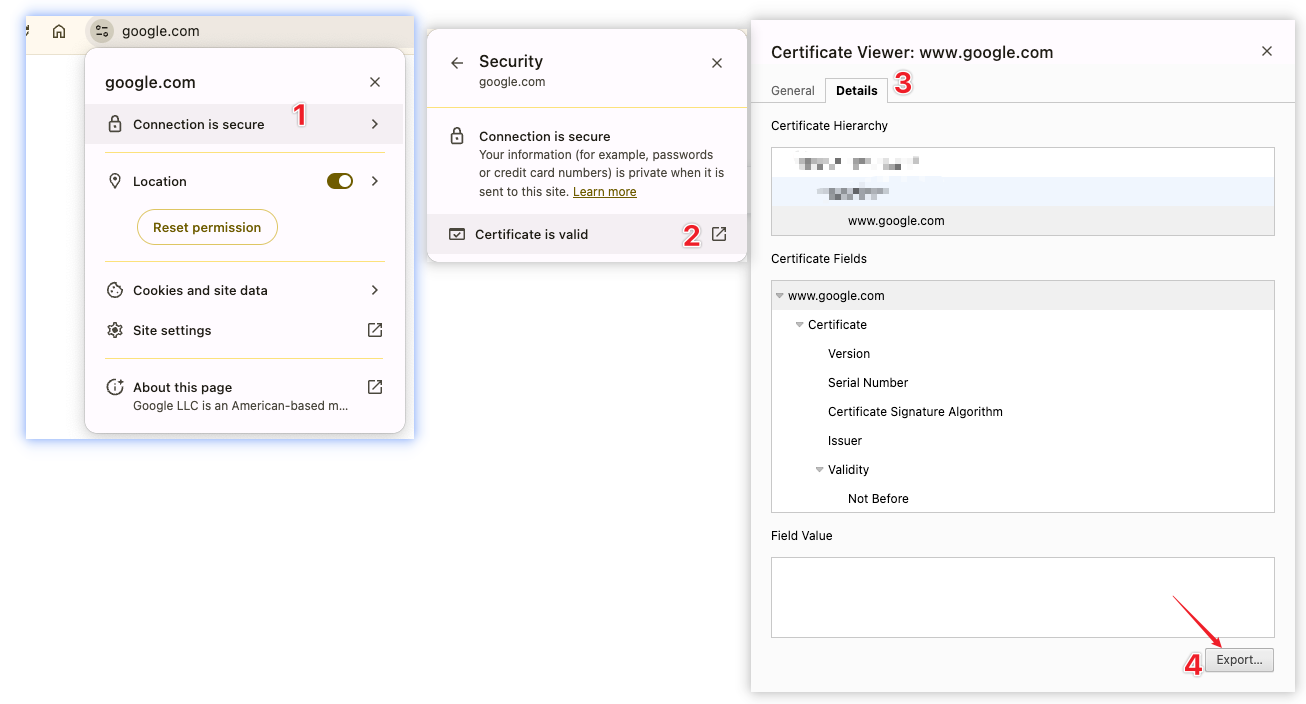 google.com
google.com
Connection is secure
1
Location
Reset permission
Cookies and site data
Site settings
About this page
Google LLC is an American-based m...
Security
google.com
Connection is secure
Your information (for example, passwords
or credit card numbers) is private when it is
sent to this site. Learn more
Certificate is valid
2
Certificate Viewer: www.google.com
General
Details
3
Certificate Hierarchy
www.google.com
Certificate Fields
www.google.com
Certificate
Version
Serial Number
Certificate Signature Algorithm
Issuer
Validity
Not Before
Field Value
4
Export...